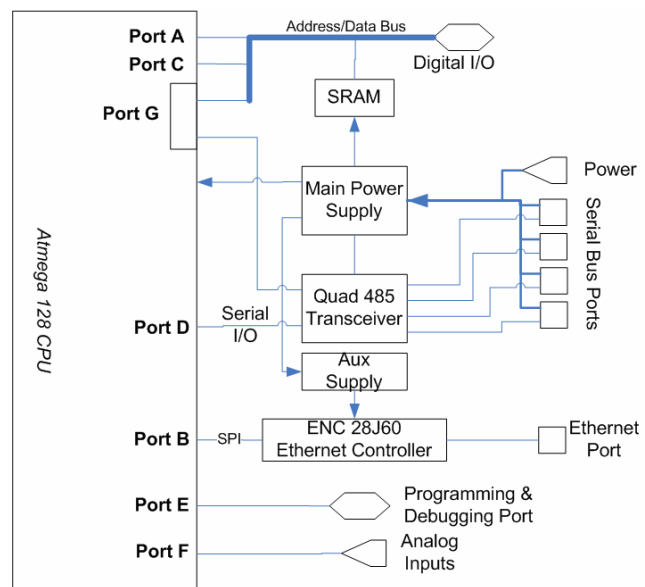 Address/Data Bus
Port A
Port C
Digital I/O
SRAM
Port G
Main Power
Supply
Power
Serial Bus Ports
Quad 485
Transceiver
Atmega 128 CPU
Port D
Serial
I/O
Aux
Supply
Port B
SPI
ENC 28J60
Ethernet Controller
Ethernet
Port
Port E
Programming &
Debugging Port
Port F
Analog
Inputs